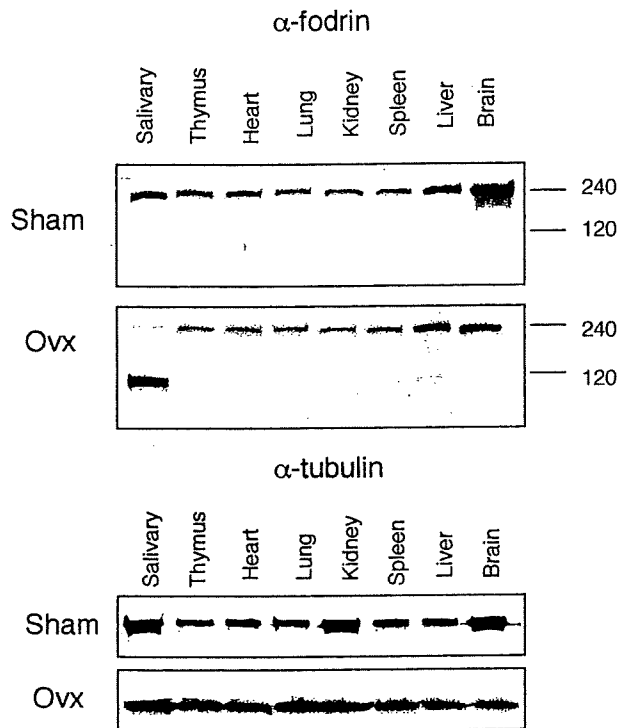 α-fodrin
Salivary Thymus Heart Lung Kidney Spleen Liver Brain
Sham
240
120
Ovx
240
120
α-tubulin
Salivary Thymus Heart Lung Kidney Spleen Liver Brain
Sham
Ovx